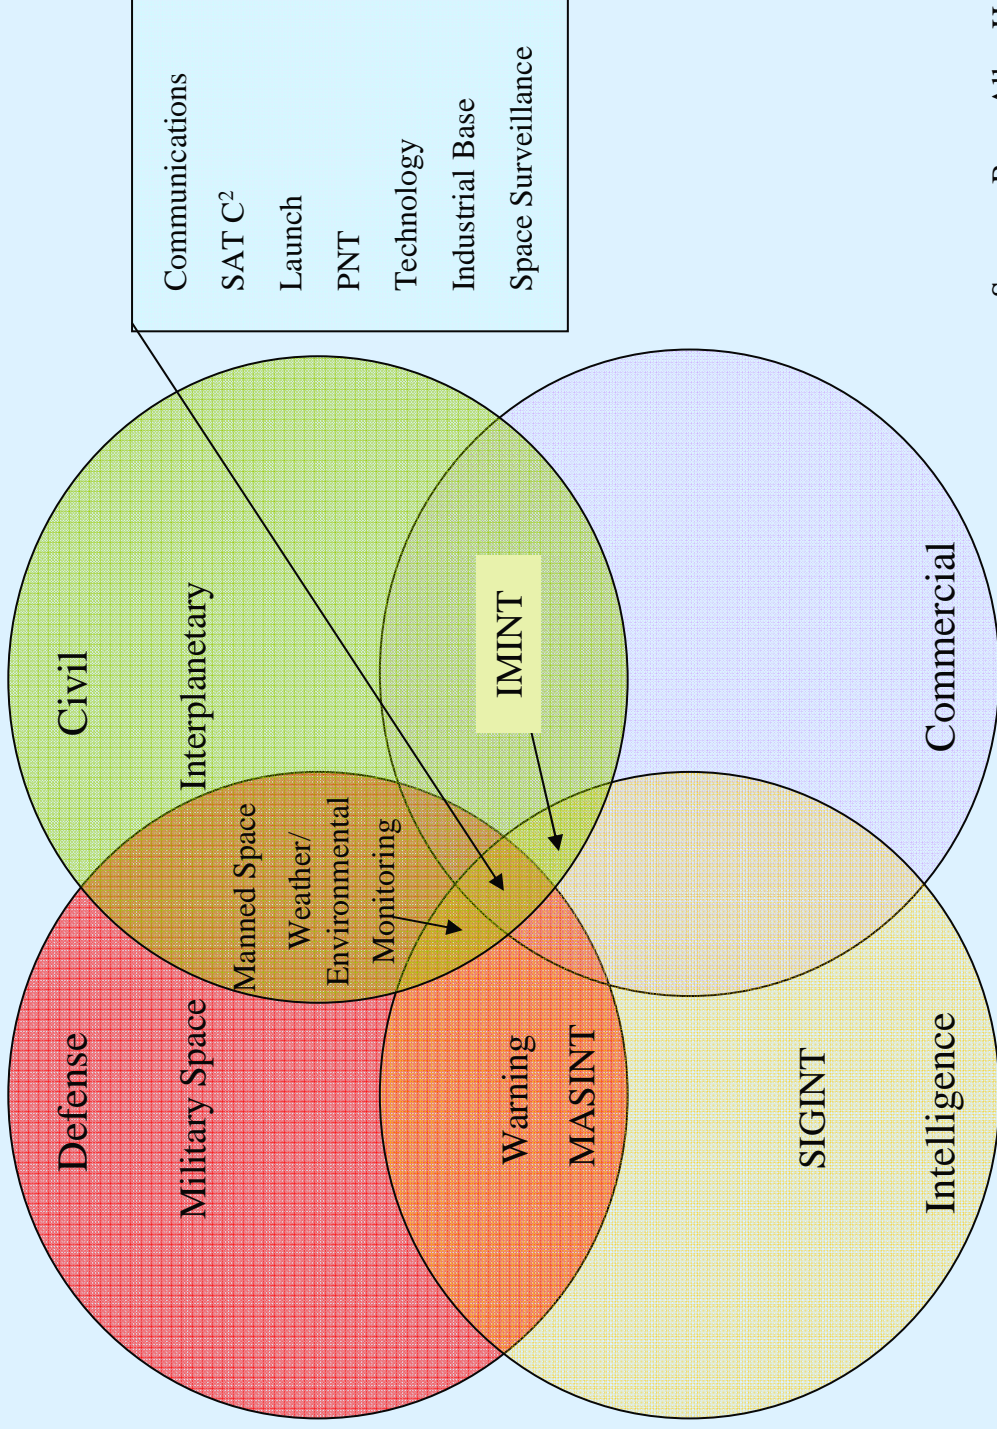 Defense
Military Space
Civil
Interplanetary
Manned Space
Weather/
Environmental
Monitoring
Warning
MASINT
IMINT
SIGINT
Intelligence
Commercial
Communications
SAT C²
Launch
PNT
Technology
Industrial Base
Space Surveillance